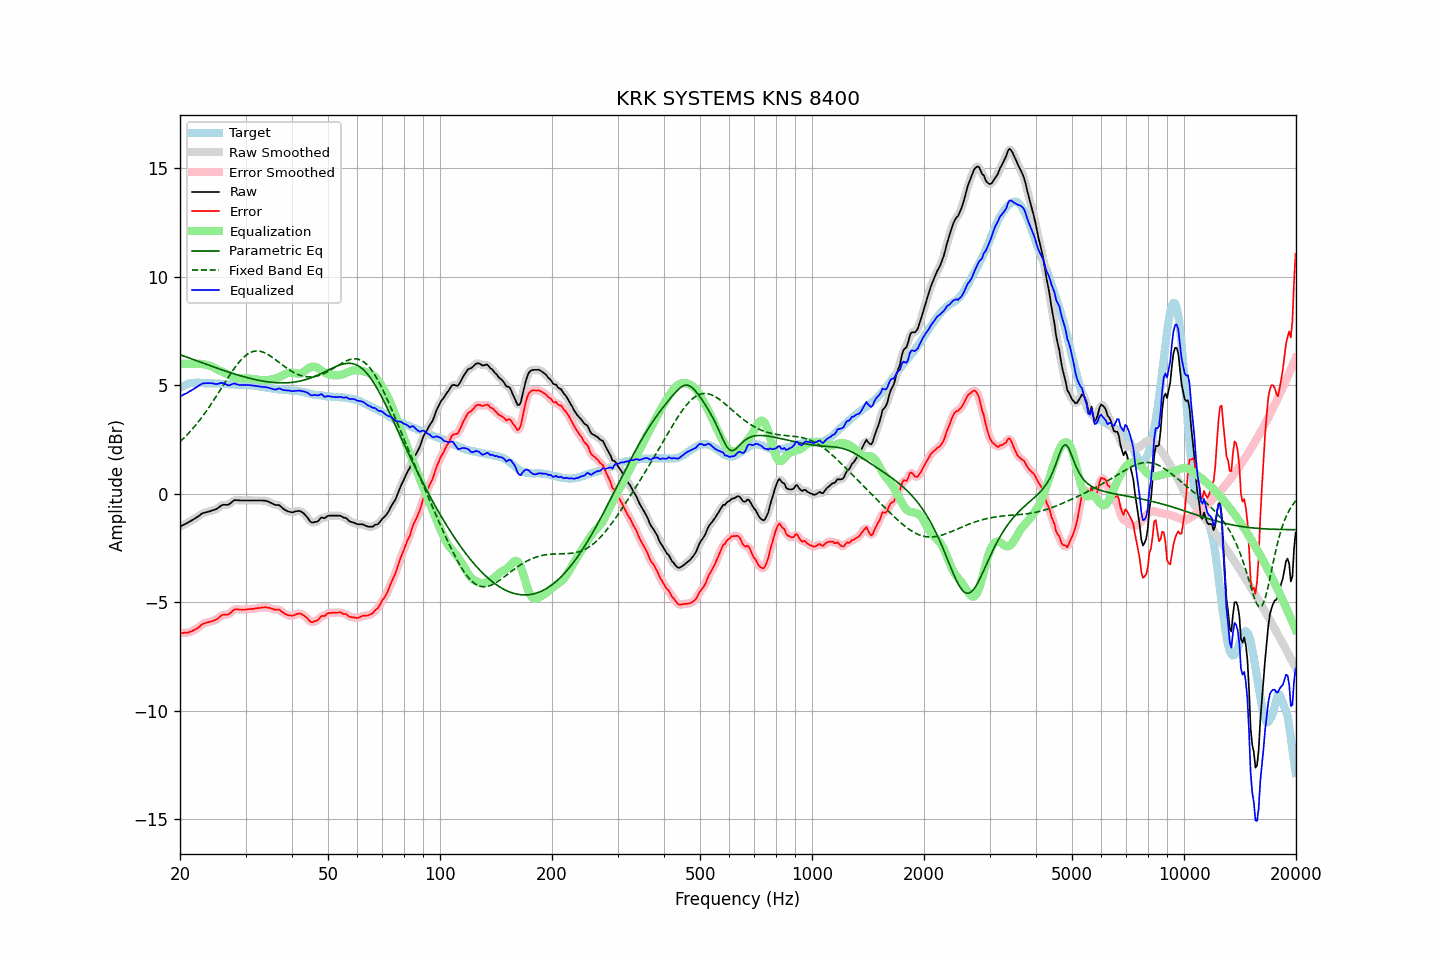 KRK SYSTEMS KNS 8400
Target
Raw Smoothed
Error Smoothed
Raw
Error
Equalization
Parametric Eq
Fixed Band Eq
Equalized
Amplitude (dBr)
15
10
5
0
−5
−10
−15
20 50 100 200 500 1000 2000 5000 10000 20000
Frequency (Hz)